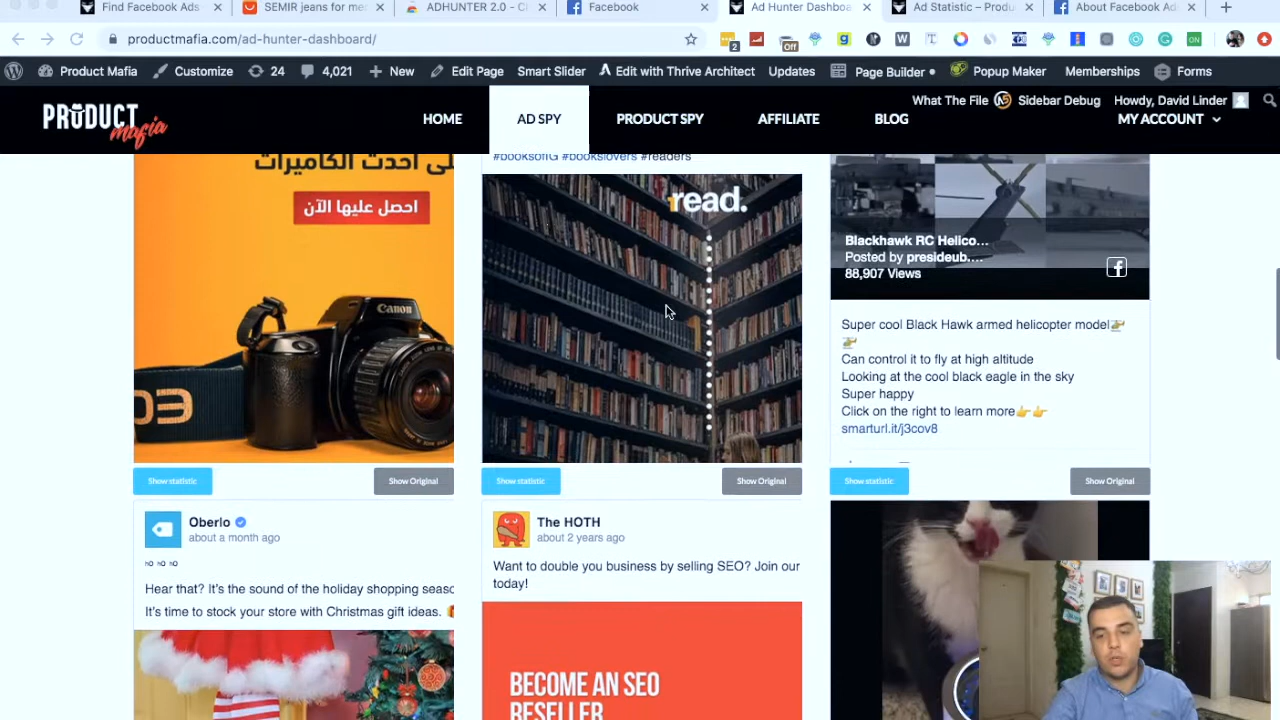 Find Facebook Ads
SEMIR jeans for me
ADHUNTER 2.0 - C
Facebook
Ad Hunter Dashboa
Ad Statistic – Produ
About Facebook Ad
productmafia.com/ad-hunter-dashboard/
2
Off
ON
Product Mafia
Customize
24
4,021
New
Edit Page
Smart Slider
Edit with Thrive Architect
Updates
Page Builder
Popup Maker
Memberships
Forms
What The File
Sidebar Debug
Howdy, David Linder
PRODUCT
mafia
HOME
AD SPY
PRODUCT SPY
AFFILIATE
BLOG
MY ACCOUNT
لى أحدث الكاميرات
احصل عليها الآن
Canon
#booksofIG #bookslovers #readers
read.
Blackhawk RC Helico...
Posted by presideub....
88,907 Views
Super cool Black Hawk armed helicopter model🚁
🚁
Can control it to fly at high altitude
Looking at the cool black eagle in the sky
Super happy
Click on the right to learn more👉👉
smarturl.it/j3cov8
Show statistic
Show Original
Show statistic
Show Original
Show statistic
Show Original
Oberlo
about a month ago
Hear that? It's the sound of the holiday shopping seaso
It's time to stock your store with Christmas gift ideas.
The HOTH
about 2 years ago
Want to double you business by selling SEO? Join our
today!
BECOME AN SEO
RESELLER